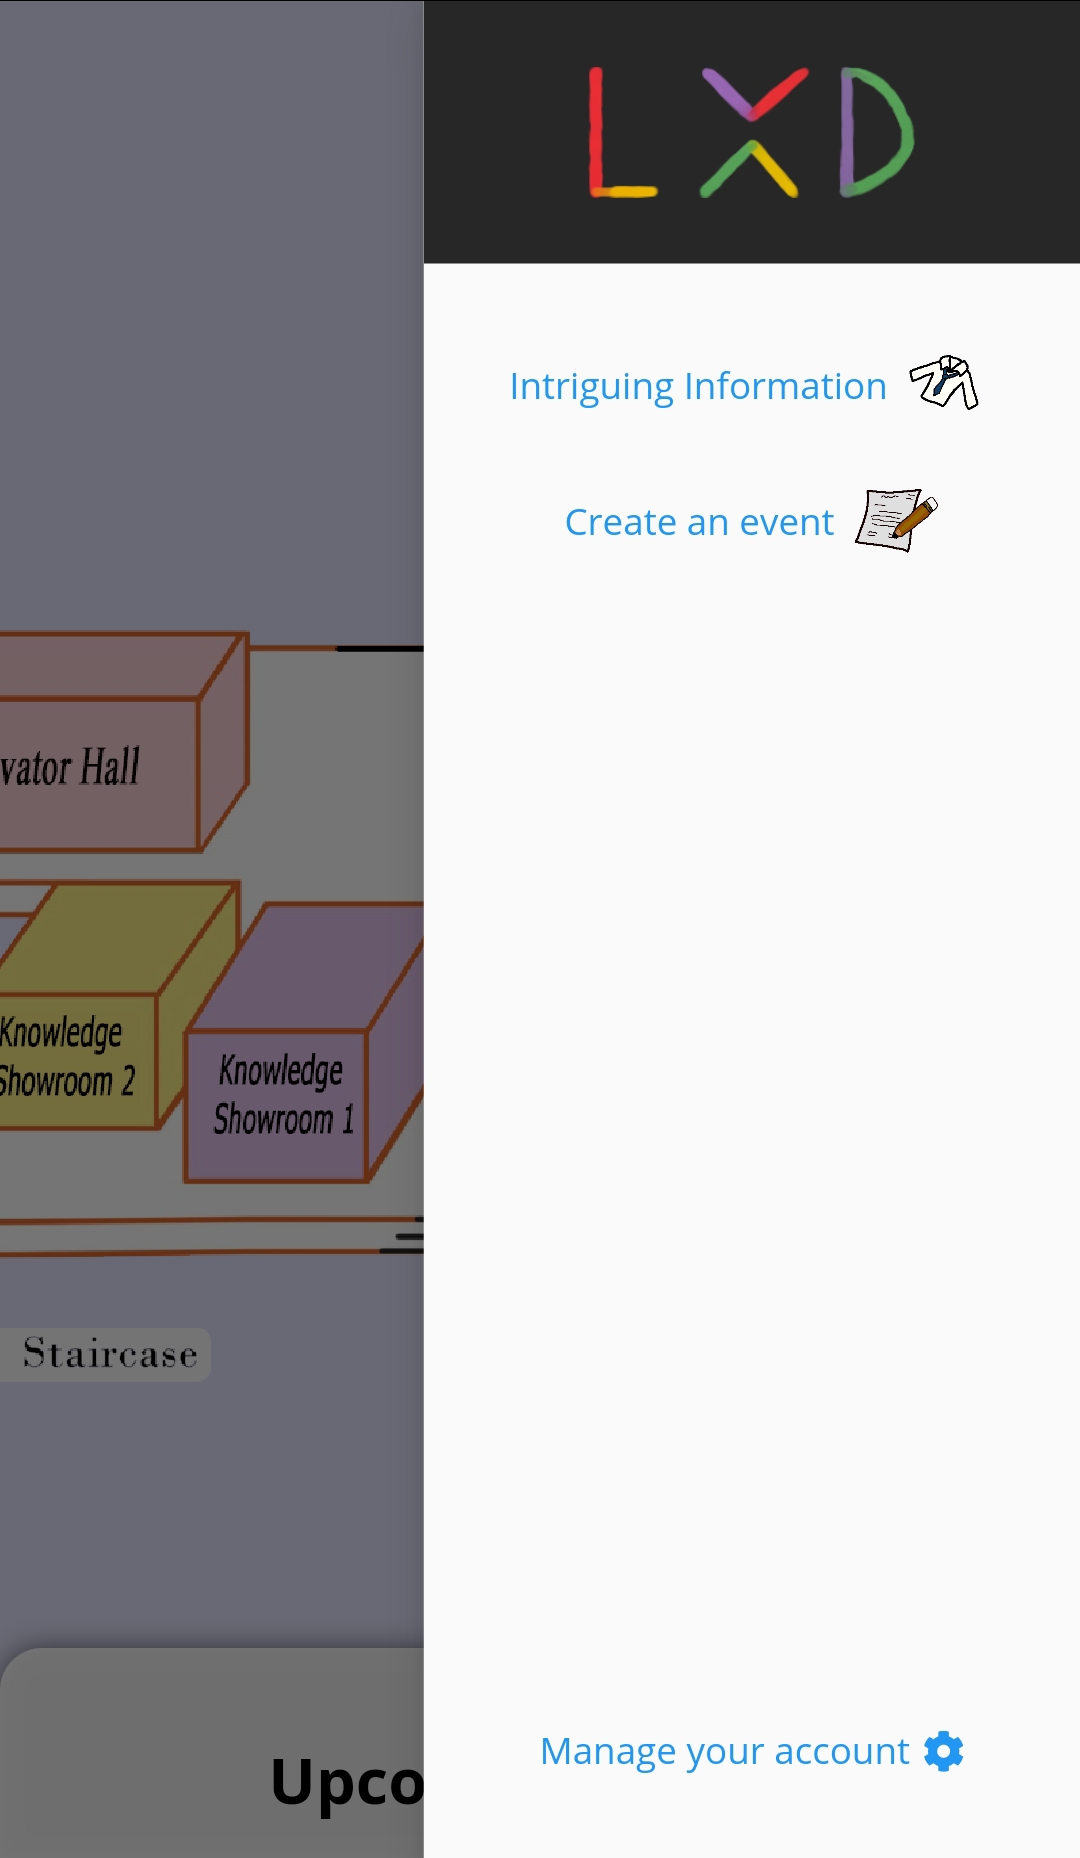 LXD
Intriguing Information
Create an event
vator Hall
Knowledge
Showroom 2
Knowledge
Showroom 1
Staircase
Upco
Manage your account